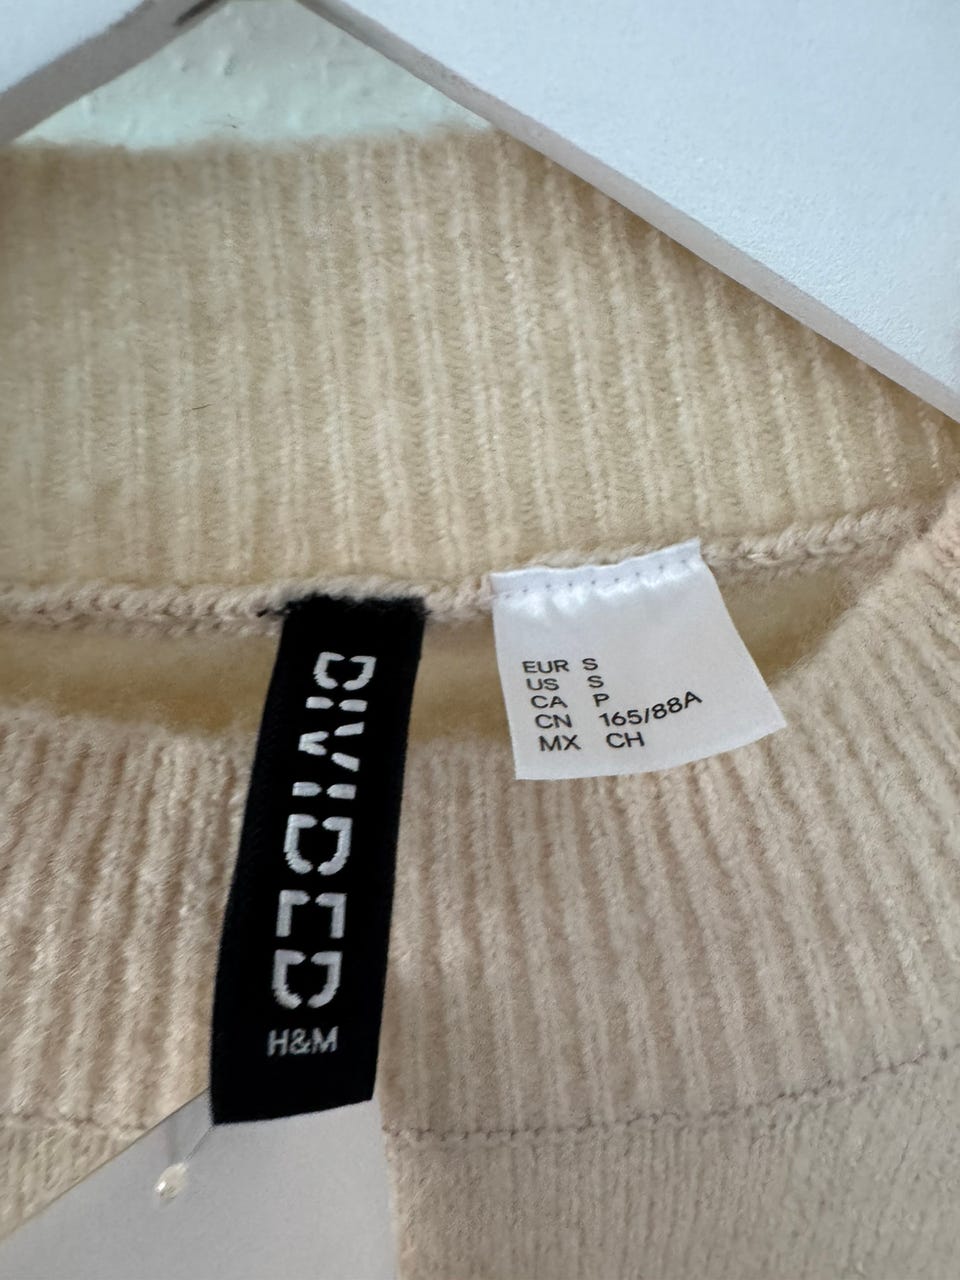 DIVIDED
H&M
EUR S
US S
CA P
CN 165/88A
MX CH